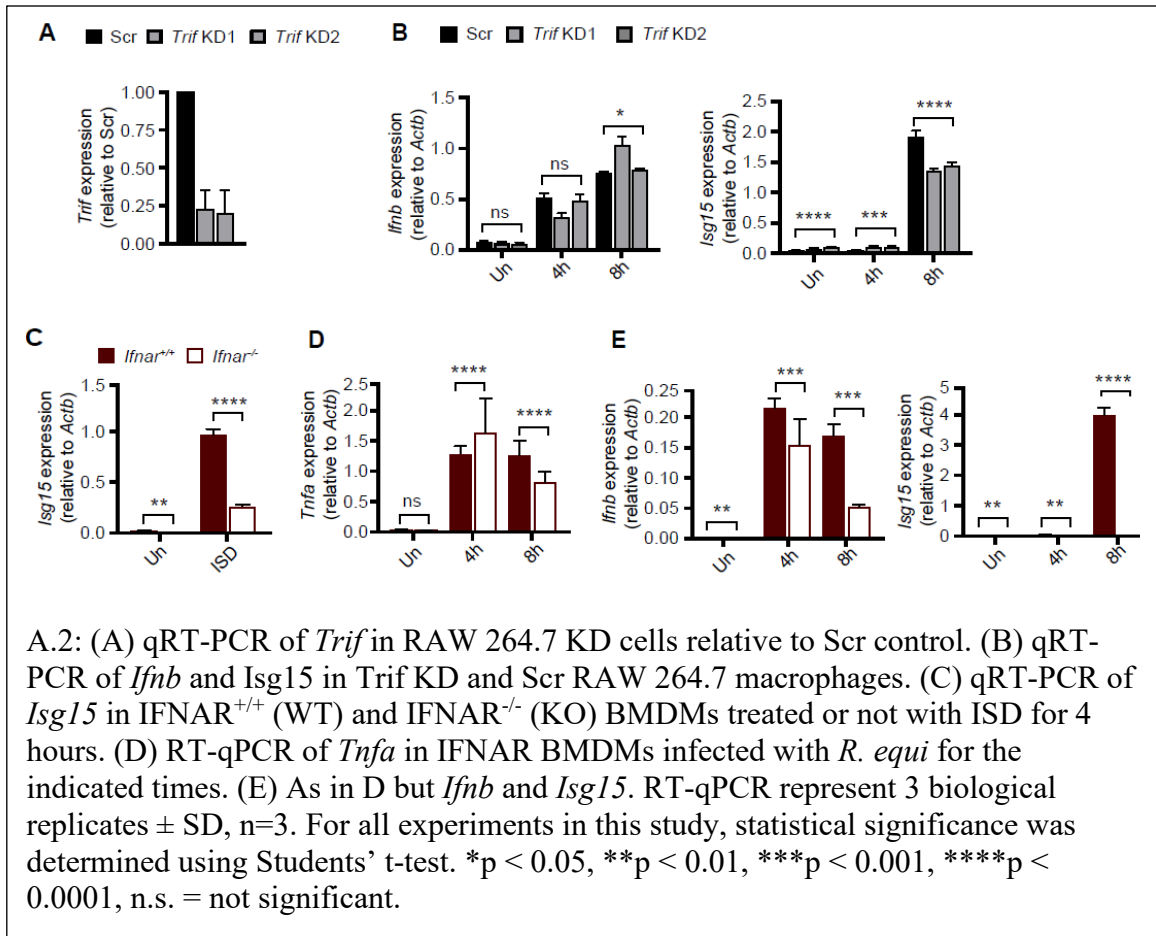 A
Scr Trif KD1 Trif KD2
B
Scr Trif KD1 Trif KD2
Trif expression
(relative to Scr)
1.00
0.75
0.50
0.25
0.00
Ifnb expression
(relative to Actb)
1.5
1.0
0.5
0.0
ns
ns
*
Un
4h
8h
Isg15 expression
(relative to Actb)
2.5
2.0
1.5
1.0
0.5
0.0
****
***
****
Un
4h
8h
C
Ifnar+/+ Ifnar-/-
Isg15 expression
(relative to Actb)
1.5
1.0
0.5
0.0
**
****
Un
ISD
D
Tnfa expression
(relative to Actb)
2.5
2.0
1.5
1.0
0.5
0.0
ns
****
****
Un
4h
8h
E
Ifnb expression
(relative to Actb)
0.25
0.20
0.15
0.10
0.05
0.00
**
***
***
Un
4h
8h
Isg15 expression
(relative to Actb)
5
4
3
2
1
0
**
**
****
Un
4h
8h
A.2: (A) qRT-PCR of Trif in RAW 264.7 KD cells relative to Scr control. (B) qRT-
PCR of Ifnb and Isg15 in Trif KD and Scr RAW 264.7 macrophages. (C) qRT-PCR of
Isg15 in IFNAR+/+ (WT) and IFNAR-/- (KO) BMDMs treated or not with ISD for 4
hours. (D) RT-qPCR of Tnfa in IFNAR BMDMs infected with R. equi for the
indicated times. (E) As in D but Ifnb and Isg15. RT-qPCR represent 3 biological
replicates ± SD, n=3. For all experiments in this study, statistical significance was
determined using Students’ t-test. *p < 0.05, **p < 0.01, ***p < 0.001, ****p <
0.0001, n.s. = not significant.